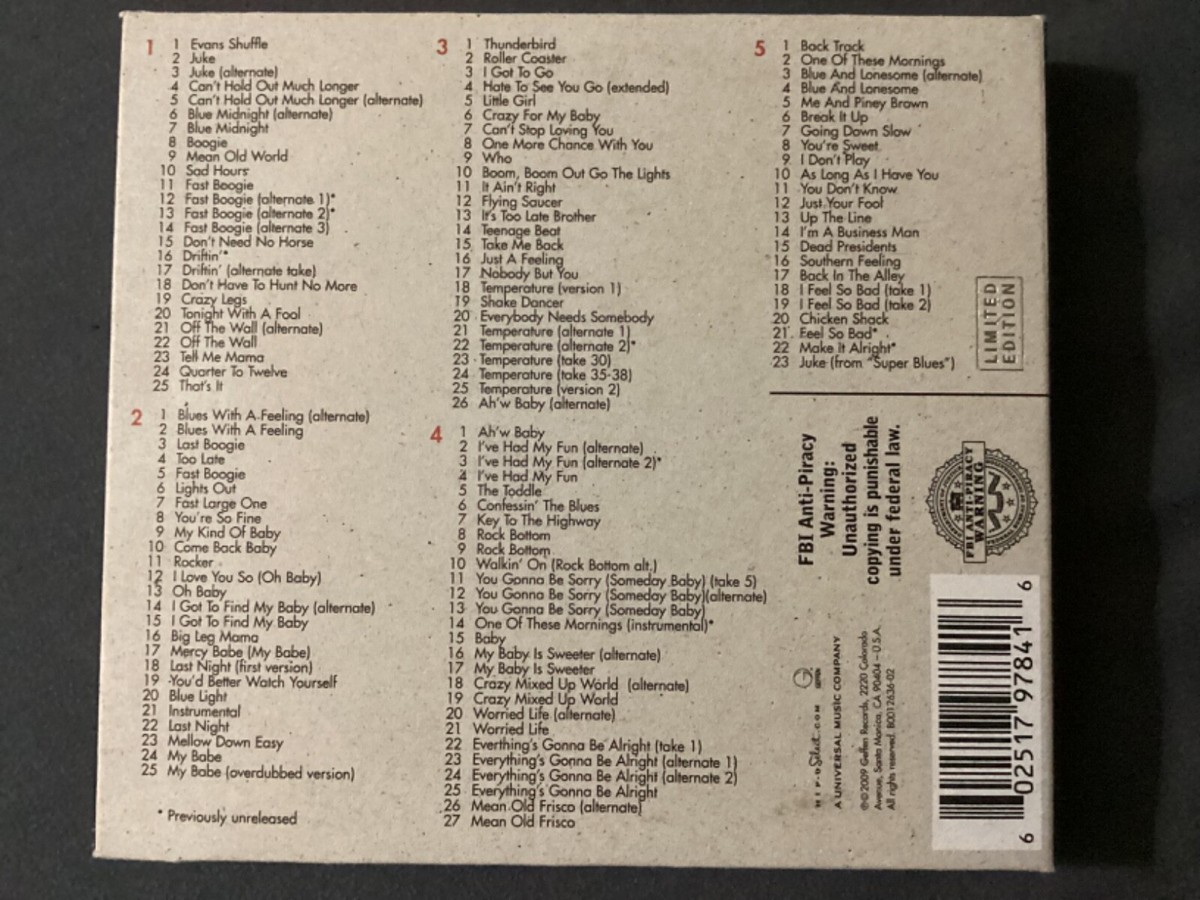 1
1 Evans Shuffle
2 Juke
3 Juke (alternate)
4 Can't Hold Out Much Longer
5 Can't Hold Out Much Longer (alternate)
6 Blue Midnight (alternate)
7 Blue Midnight
8 Boogie
9 Mean Old World
10 Sad Hours
11 Fast Boogie
12 Fast Boogie (alternate 1)*
13 Fast Boogie (alternate 2)*
14 Fast Boogie (alternate 3)
15 Don't Need No Horse
16 Driftin'*
17 Driftin' (alternate take)
18 Don't Have To Hunt No More
19 Crazy Legs
20 Tonight With A Fool
21 Off The Wall (alternate)
22 Off The Wall
23 Tell Me Mama
24 Quarter To Twelve
25 That's It
2
1 Blues With A Feeling (alternate)
2 Blues With A Feeling
3 Last Boogie
4 Too Late
5 Fast Boogie
6 Lights Out
7 Fast Large One
8 You're So Fine
9 My Kind Of Baby
10 Come Back Baby
11 Rocker
12 I Love You So (Oh Baby)
13 Oh Baby
14 I Got To Find My Baby (alternate)
15 I Got To Find My Baby
16 Big Leg Mama
17 Mercy Babe (My Babe)
18 Last Night (first version)
19 You'd Better Watch Yourself
20 Blue Light
21 Instrumental
22 Last Night
23 Mellow Down Easy
24 My Babe
25 My Babe (overdubbed version)
* Previously unreleased
3
1 Thunderbird
2 Roller Coaster
3 I Got To Go
4 Hate To See You Go (extended)
5 Little Girl
6 Crazy For My Baby
7 Can't Stop Loving You
8 One More Chance With You
9 Who
10 Boom, Boom Out Go The Lights
11 It Ain't Right
12 Flying Saucer
13 It's Too Late Brother
14 Teenage Beat
15 Take Me Back
16 Just A Feeling
17 Nobody But You
18 Temperature (version 1)
19 Shake Dancer
20 Everybody Needs Somebody
21 Temperature (alternate 1)
22 Temperature (alternate 2)*
23 Temperature (take 30)
24 Temperature (take 35-38)
25 Temperature (version 2)
26 Ah'w Baby (alternate)
4
1 Ah'w Baby
2 I've Had My Fun (alternate)
3 I've Had My Fun (alternate 2)*
4 I've Had My Fun
5 The Toddle
6 Confessin' The Blues
7 Key To The Highway
8 Rock Bottom
9 Rock Bottom
10 Walkin' On (Rock Bottom alt.)
11 You Gonna Be Sorry (Someday Baby) (take 5)
12 You Gonna Be Sorry (Someday Baby)(alternate)
13 You Gonna Be Sorry (Someday Baby)
14 One Of These Mornings (instrumental)*
15 Baby
16 My Baby Is Sweeter (alternate)
17 My Baby Is Sweeter
18 Crazy Mixed Up World (alternate)
19 Crazy Mixed Up World
20 Worried Life (alternate)
21 Worried Life
22 Everthing's Gonna Be Alright (take 1)
23 Everything's Gonna Be Alright (alternate 1)
24 Everything's Gonna Be Alright (alternate 2)
25 Everything's Gonna Be Alright
26 Mean Old Frisco (alternate)
27 Mean Old Frisco
5
1 Back Track
2 One Of These Mornings
3 Blue And Lonesome (alternate)
4 Blue And Lonesome
5 Me And Piney Brown
6 Break It Up
7 Going Down Slow
8 You're Sweet
9 I Don't Play
10 As Long As I Have You
11 You Don't Know
12 Just Your Fool
13 Up The Line
14 I'm A Business Man
15 Dead Presidents
16 Southern Feeling
17 Back In The Alley
18 I Feel So Bad (take 1)
19 I Feel So Bad (take 2)
20 Chicken Shack
21 Feel So Bad*
22 Make It Alright*
23 Juke (from "Super Blues")
LIMITED
EDITION
FBI Anti-Piracy
Warning:
Unauthorized
copying is punishable
under federal law.
FBI ANTI-PIRACY
WARNING
HIP-O Select.COM
GEFFEN
A UNIVERSAL MUSIC COMPANY
℗©2009 Geffen Records, 2220 Colorado
Avenue, Santa Monica, CA 90404 – U.S.A.
All rights reserved. B0012636-02
6 02517 97841 6